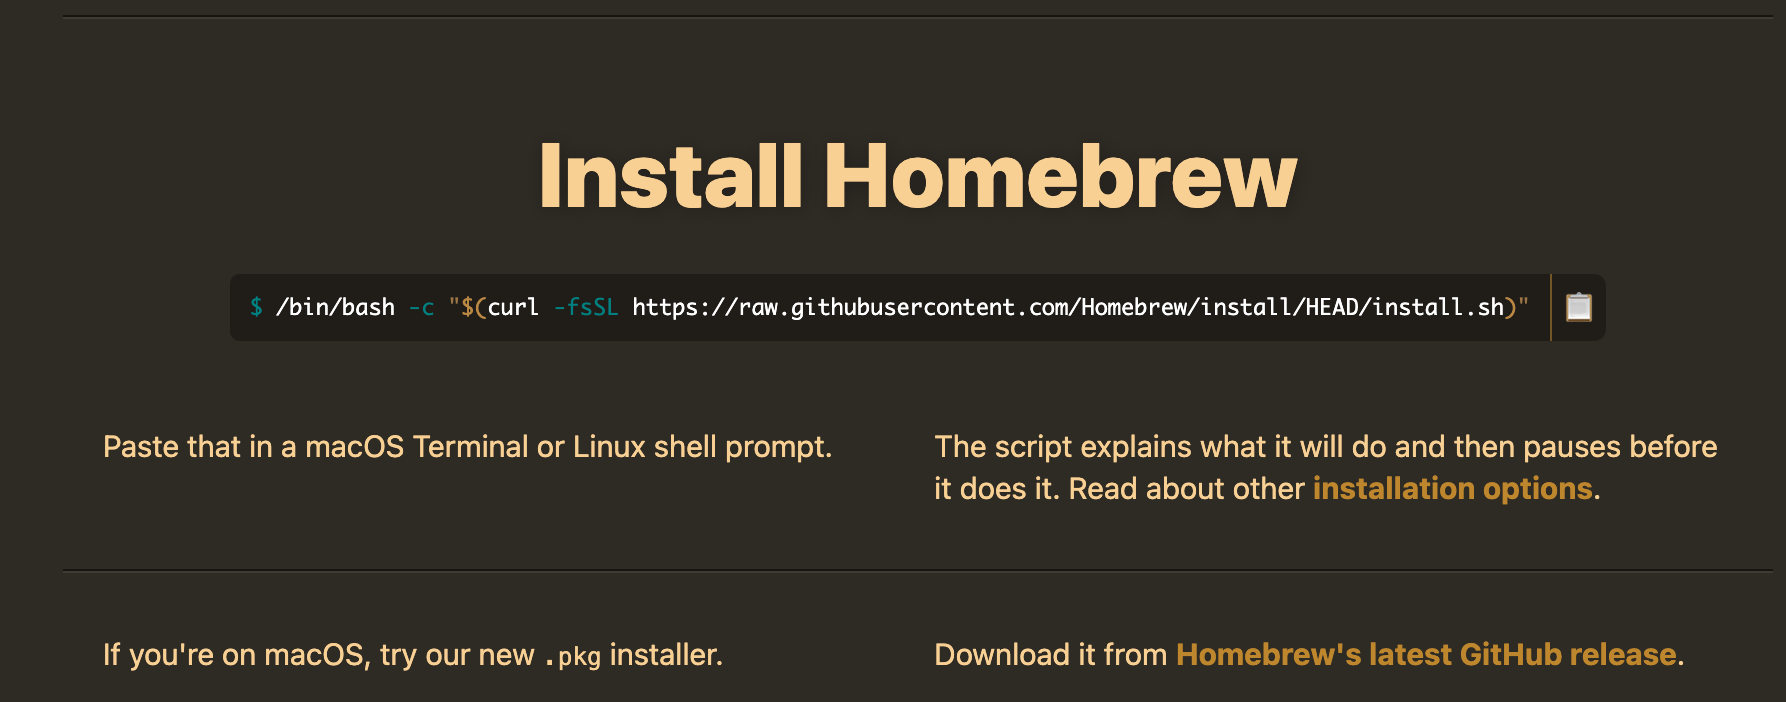 Install Homebrew
$ /bin/bash -c "$(curl -fsSL https://raw.githubusercontent.com/Homebrew/install/HEAD/install.sh)"
Paste that in a macOS Terminal or Linux shell prompt.
The script explains what it will do and then pauses before
it does it. Read about other installation options.
If you're on macOS, try our new .pkg installer.
Download it from Homebrew's latest GitHub release.